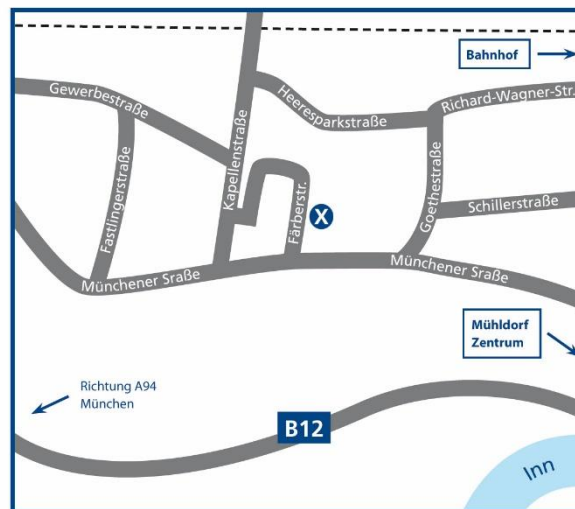 Bahnhof
Gewerbestraße
Heeresparkstraße
Richard-Wagner-Str.
Fastlingerstraße
Kapellenstraße
Färberstr.
X
Goethestraße
Schillerstraße
Münchener Sraße
Münchener Sraße
Mühldorf
Zentrum
Richtung A94
München
B12
Inn